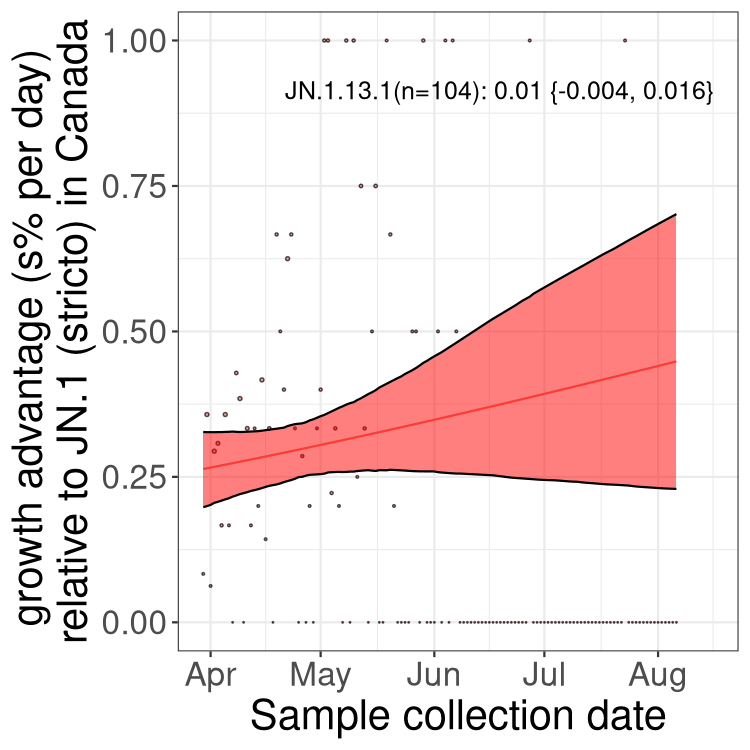 growth advantage (s% per day)
relative to JN.1 (stricto) in Canada
1.00
JN.1.13.1(n=104): 0.01 {-0.004, 0.016}
0.75
0.50
0.25
0.00
Apr May Jun Jul Aug
Sample collection date